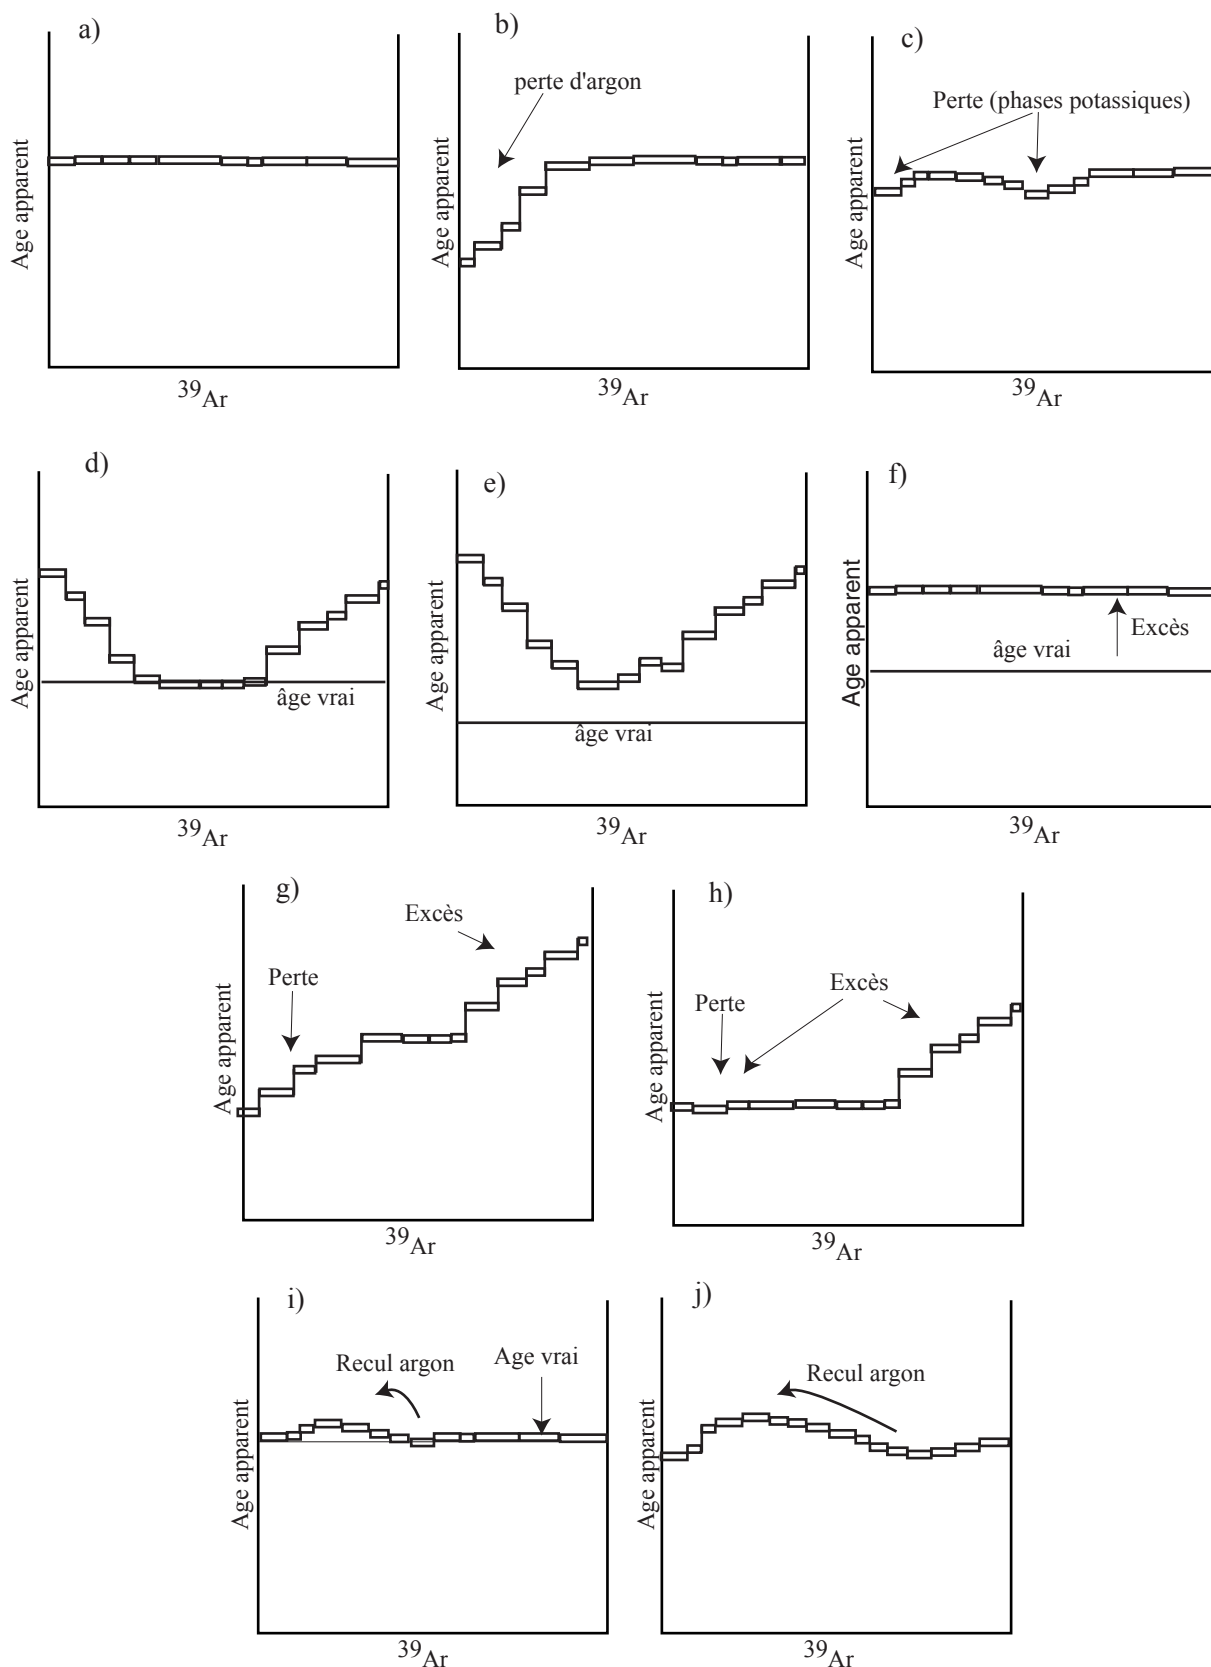 a)
Age apparent
39Ar
b)
perte d'argon
Age apparent
39Ar
c)
Perte (phases potassiques)
Age apparent
39Ar
d)
Age apparent
âge vrai
39Ar
e)
Age apparent
âge vrai
39Ar
f)
Age apparent
Excès
âge vrai
39Ar
g)
Excès
Perte
Age apparent
39Ar
h)
Excès
Perte
Age apparent
39Ar
i)
Recul argon
Age vrai
Age apparent
39Ar
j)
Recul argon
Age apparent
39Ar